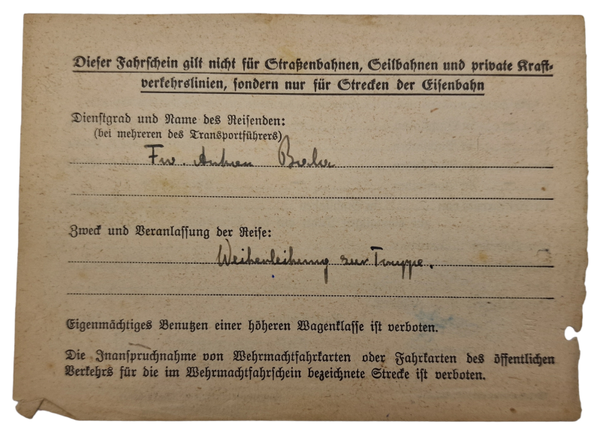 Dieser Fahrschein gilt nicht für Straßenbahnen, Seilbahnen und private Kraft-
verkehrslinien, sondern nur für Strecken der Eisenbahn
Dienstgrad und Name des Reisenden:
(bei mehreren des Transportführers)
Fw.
Zweck und Veranlassung der Reise:
zur Truppe.
Eigenmächtiges Benutzen einer höheren Wagenklasse ist verboten.
Die Inanspruchnahme von Wehrmachtfahrkarten oder Fahrkarten des öffentlichen
Verkehrs für die im Wehrmachtfahrschein bezeichnete Strecke ist verboten.